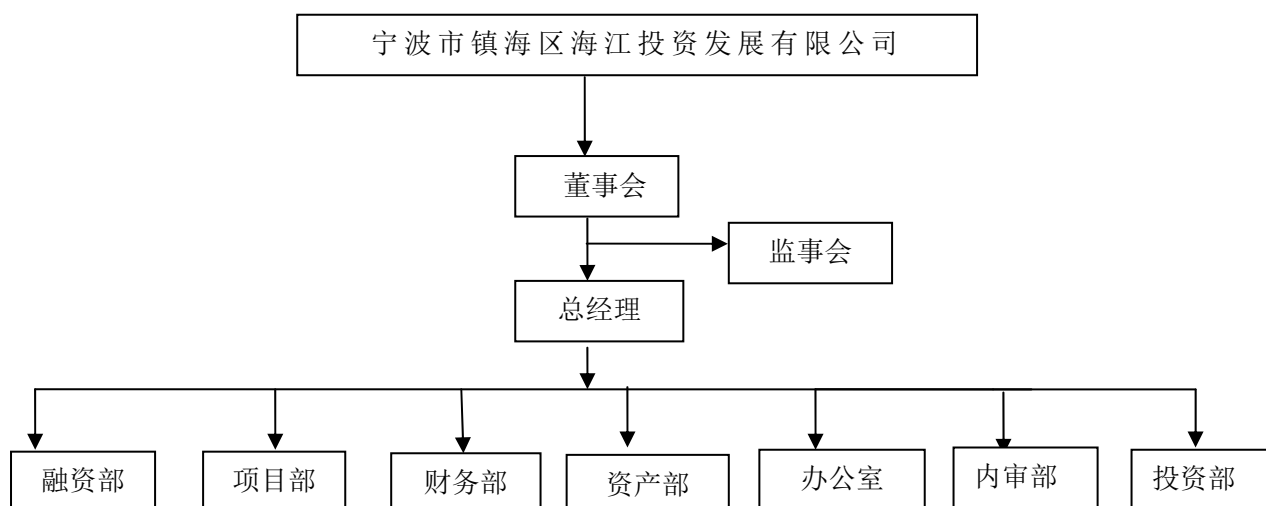 宁波市镇海区海江投资发展有限公司
董事会
监事会
总经理
融资部
项目部
财务部
资产部
办公室
内审部
投资部